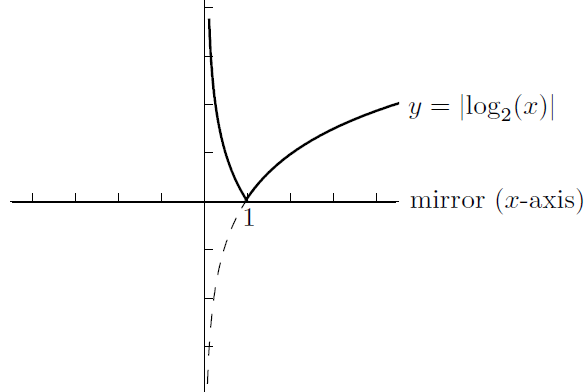 y = |log₂(x)|
mirror (x-axis)
1